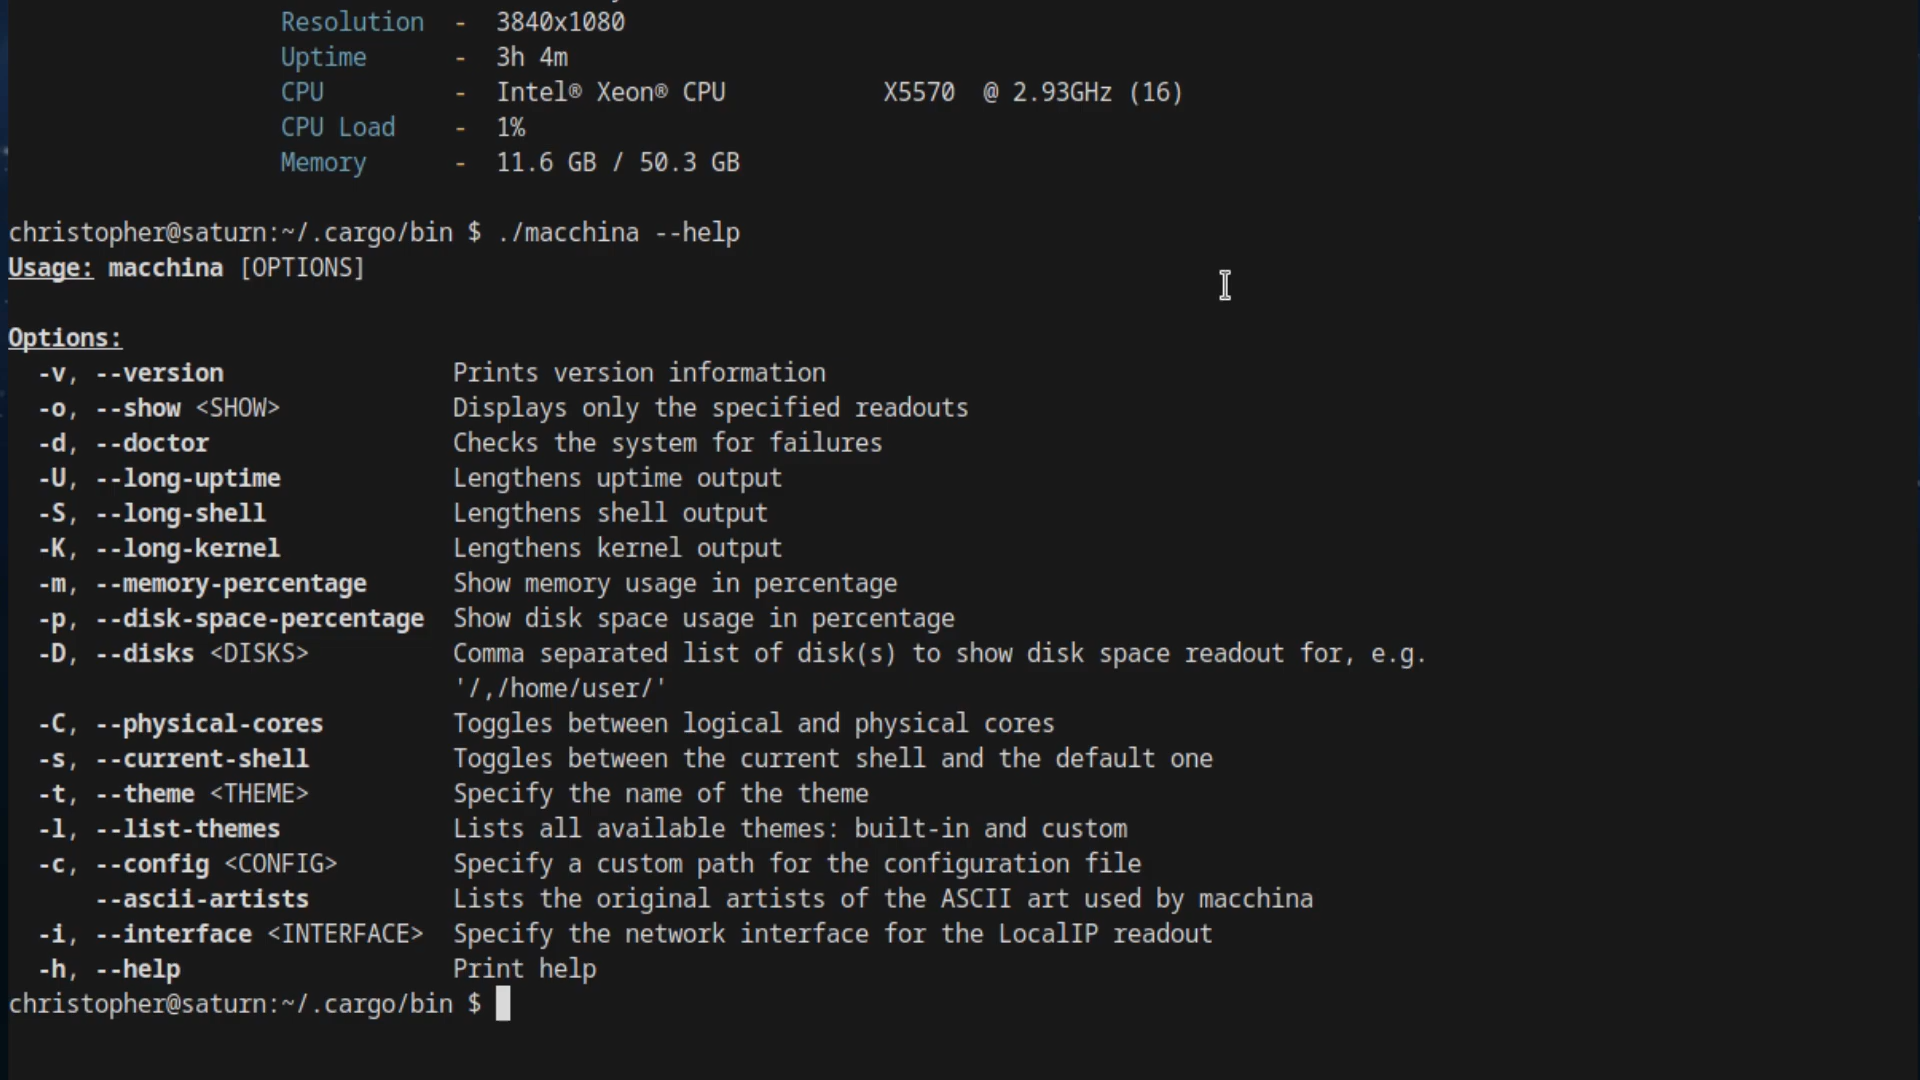 Resolution - 3840x1080
Uptime - 3h 4m
CPU - Intel® Xeon® CPU X5570 @ 2.93GHz (16)
CPU Load - 1%
Memory - 11.6 GB / 50.3 GB
christopher@saturn:~/.cargo/bin $ ./macchina --help
Usage: macchina [OPTIONS]
Options:
-v, --version Prints version information
-o, --show <SHOW> Displays only the specified readouts
-d, --doctor Checks the system for failures
-U, --long-uptime Lengthens uptime output
-S, --long-shell Lengthens shell output
-K, --long-kernel Lengthens kernel output
-m, --memory-percentage Show memory usage in percentage
-p, --disk-space-percentage Show disk space usage in percentage
-D, --disks <DISKS> Comma separated list of disk(s) to show disk space readout for, e.g.
'/,/home/user/'
-C, --physical-cores Toggles between logical and physical cores
-s, --current-shell Toggles between the current shell and the default one
-t, --theme <THEME> Specify the name of the theme
-l, --list-themes Lists all available themes: built-in and custom
-c, --config <CONFIG> Specify a custom path for the configuration file
--ascii-artists Lists the original artists of the ASCII art used by macchina
-i, --interface <INTERFACE> Specify the network interface for the LocalIP readout
-h, --help Print help
christopher@saturn:~/.cargo/bin $